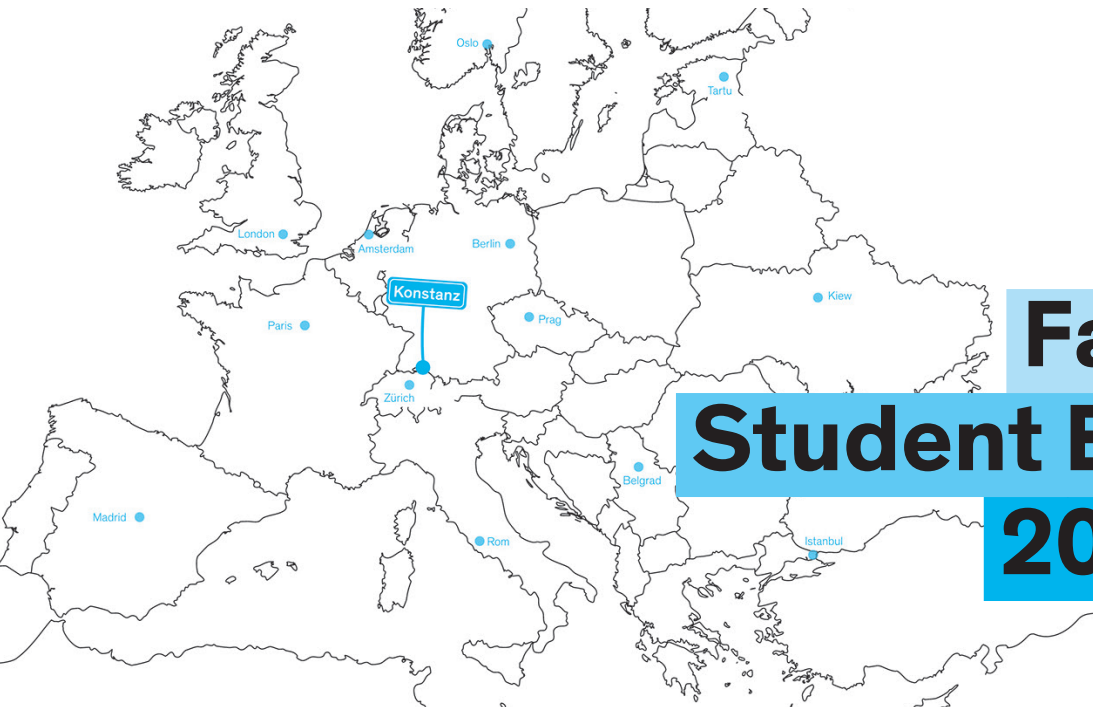 Oslo
Tartu
London
Amsterdam
Berlin
Konstanz
Kiew
Paris
Prag
Fa
Zürich
Student E
Belgrad
Madrid
20
Rom
Istanbul